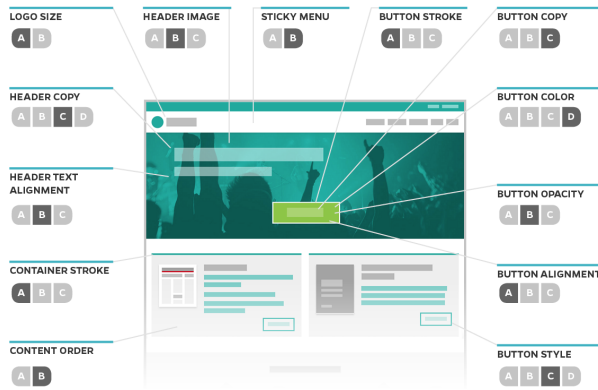 LOGO SIZE
A B
HEADER IMAGE
A B C
STICKY MENU
A B
BUTTON STROKE
A B C
BUTTON COPY
A B C
HEADER COPY
A B C D
BUTTON COLOR
A B C D
HEADER TEXT
ALIGNMENT
A B C
BUTTON OPACITY
A B C
CONTAINER STROKE
A B C
BUTTON ALIGNMENT
A B C
CONTENT ORDER
A B
BUTTON STYLE
A B C D